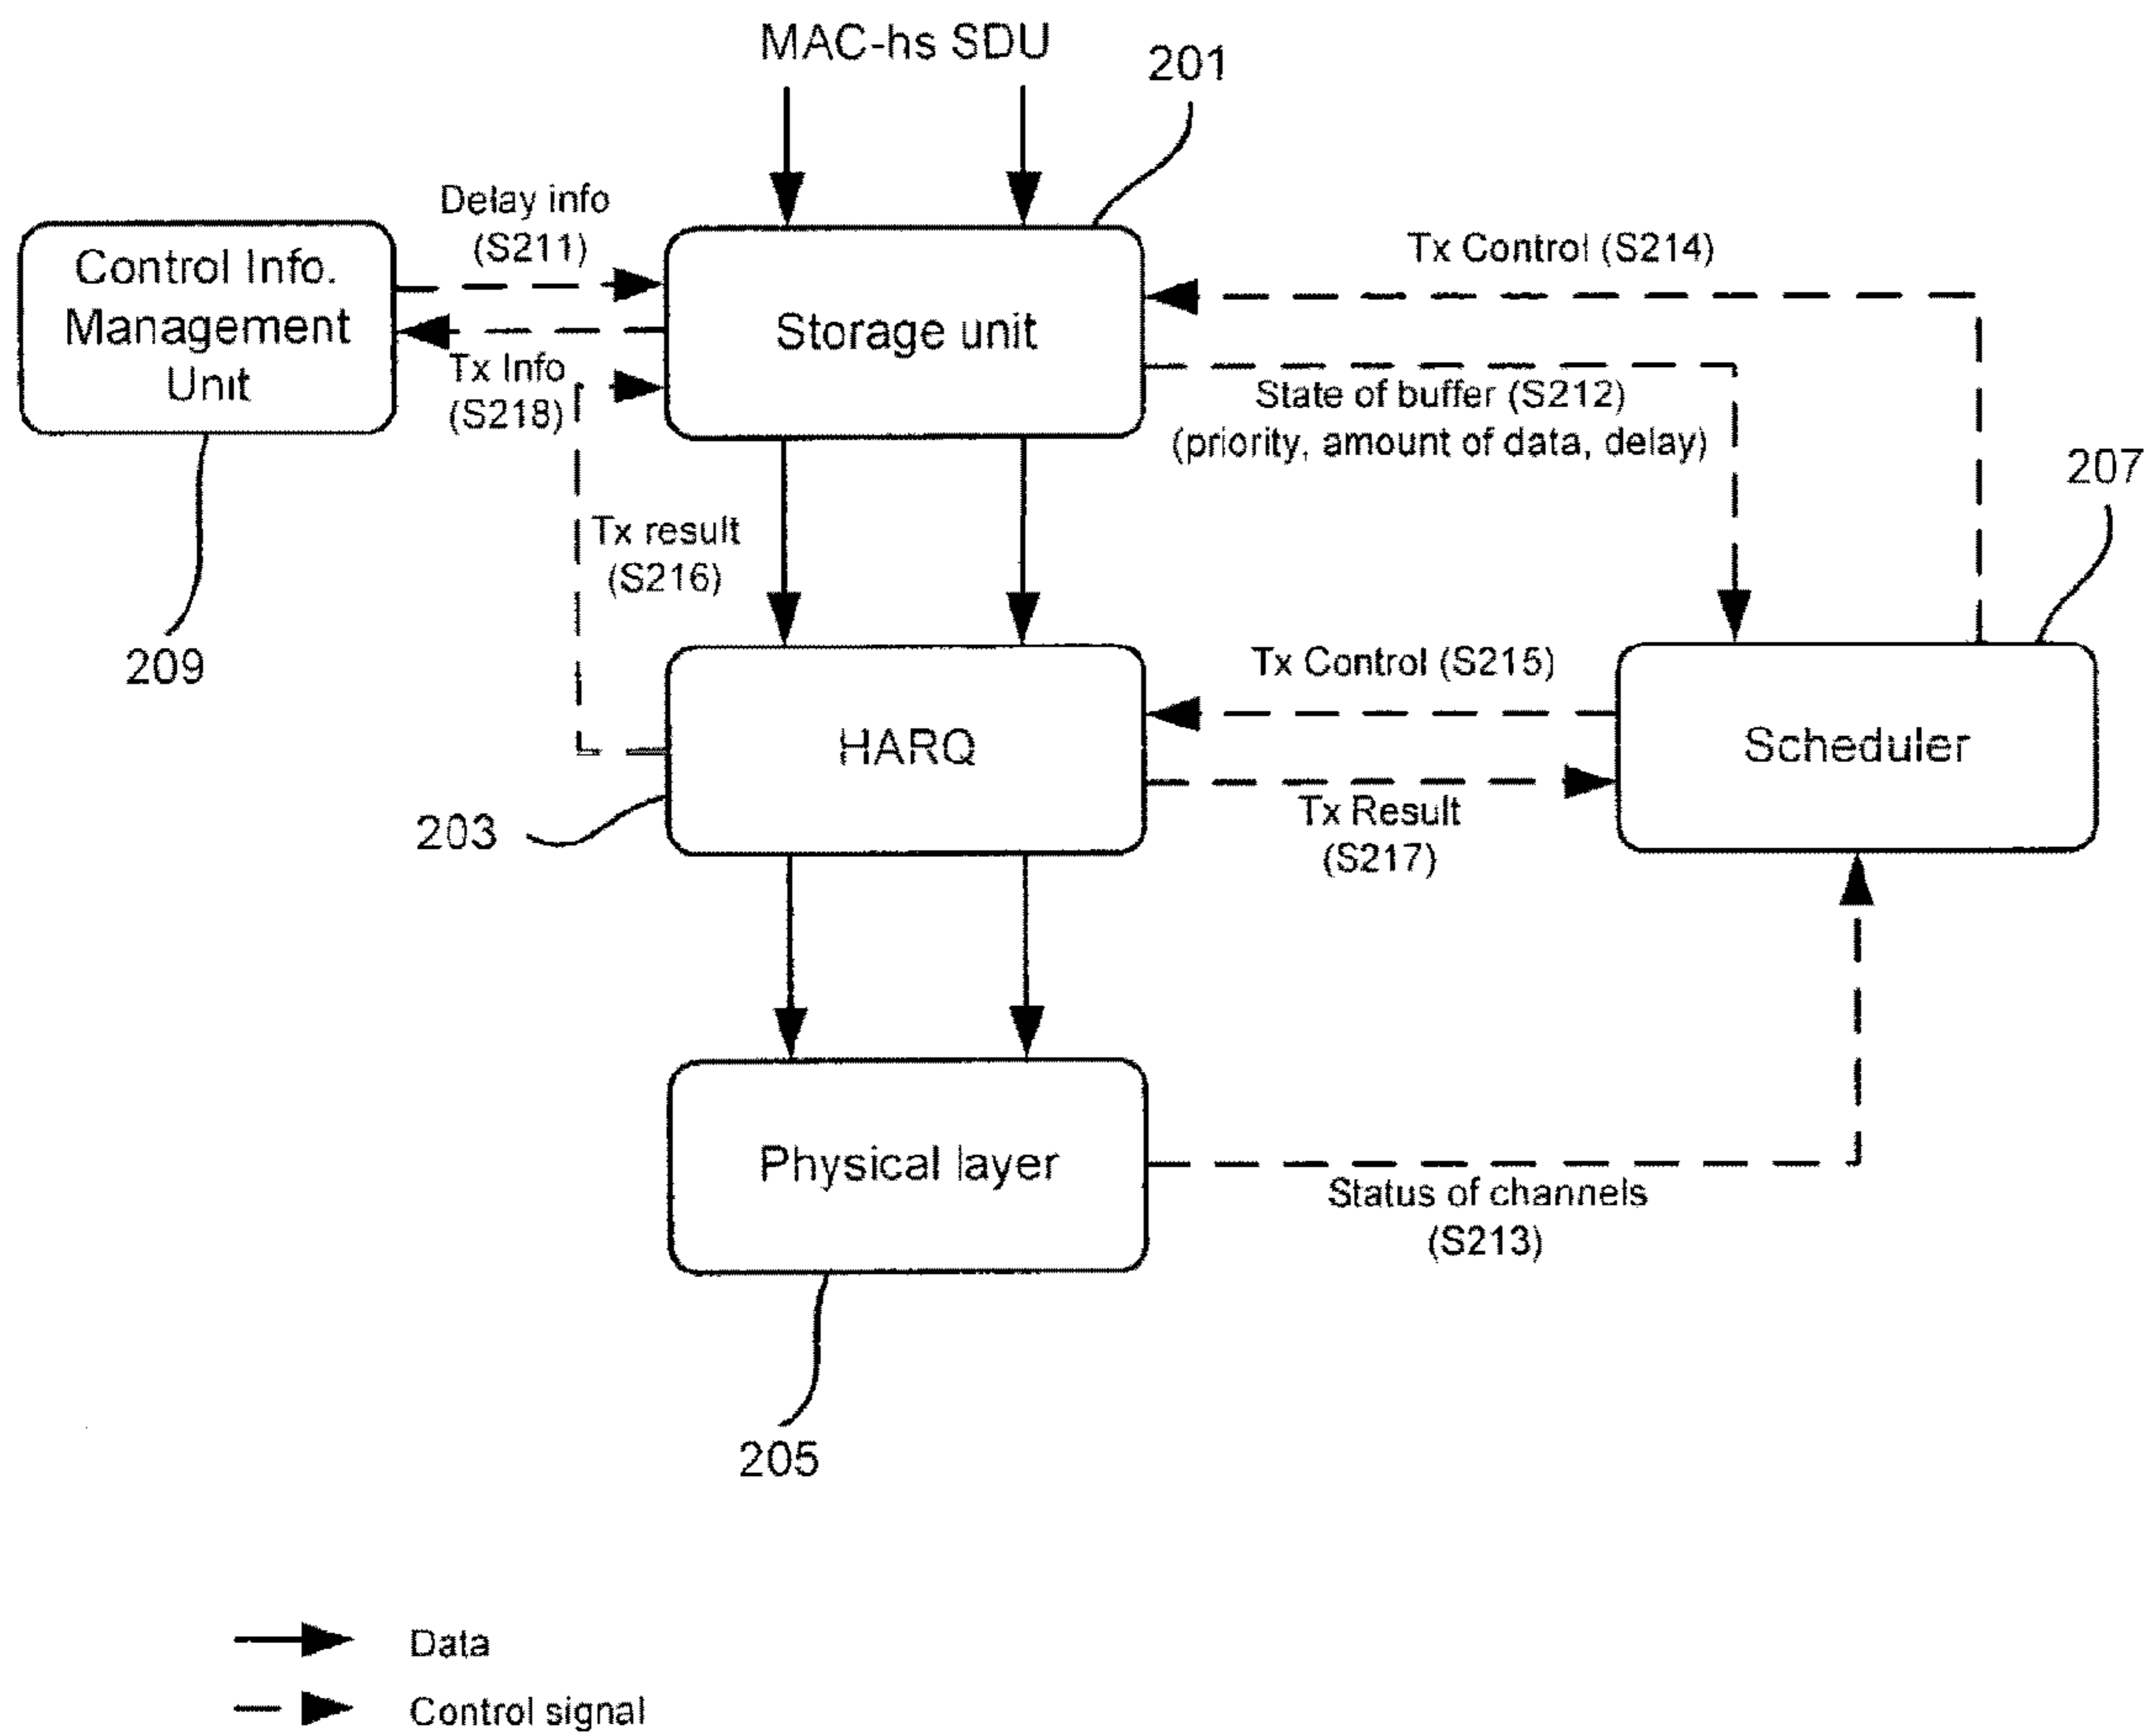 MAC-hs SDU
201
Delay info
(S211)
Control Info.
Management
Unit
Storage unit
Tx Control (S214)
Tx Info
(S218)
State of buffer (S212)
(priority, amount of data, delay)
207
Tx result
(S216)
209
Tx Control (S215)
HARQ
Scheduler
203
Tx Result
(S217)
Physical layer
Status of channels
(S213)
205
Data
Control signal